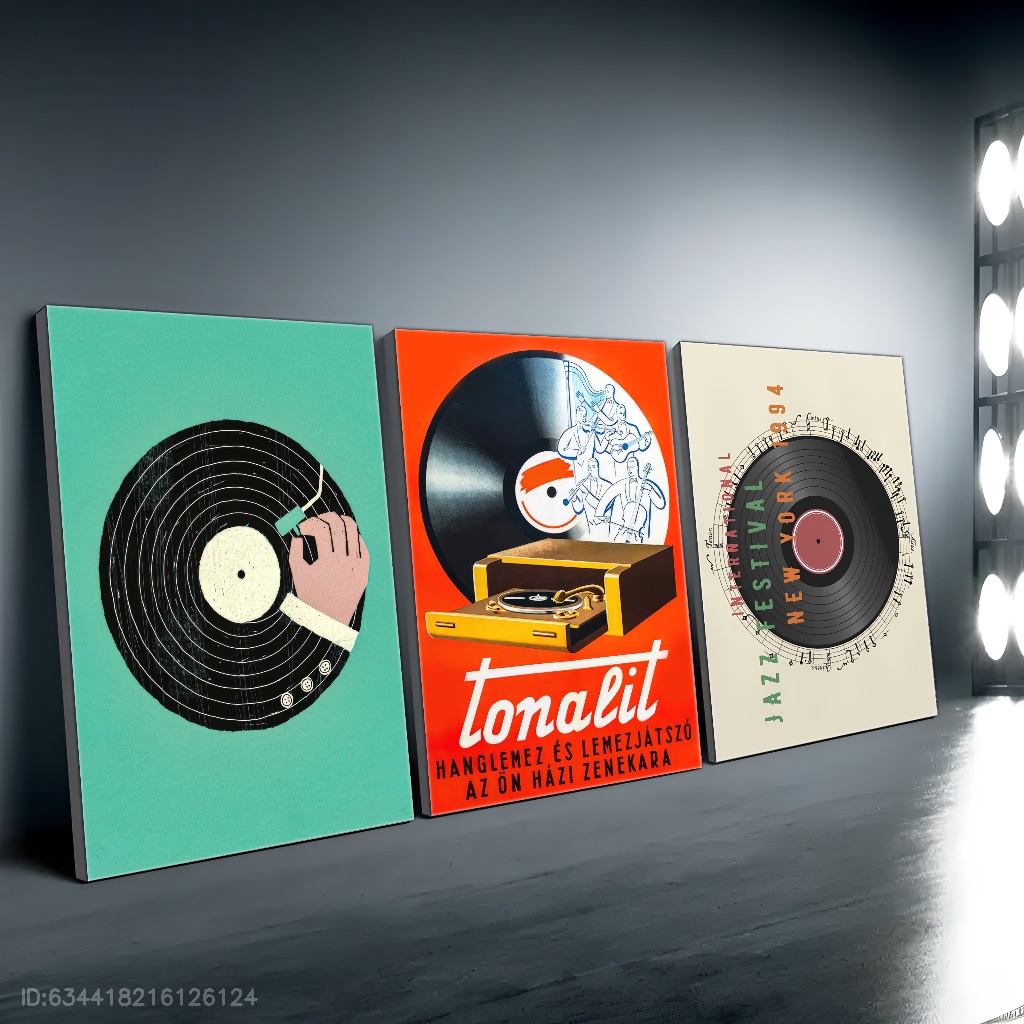 tonalit
HANGLEMEZ ÉS LEMEZJÁTSZÓ
AZ ÖN HÁZI ZENEKARA
INTERNATIONAL
JAZZ FESTIVAL
NEW YORK 1994
ID:634418216126124